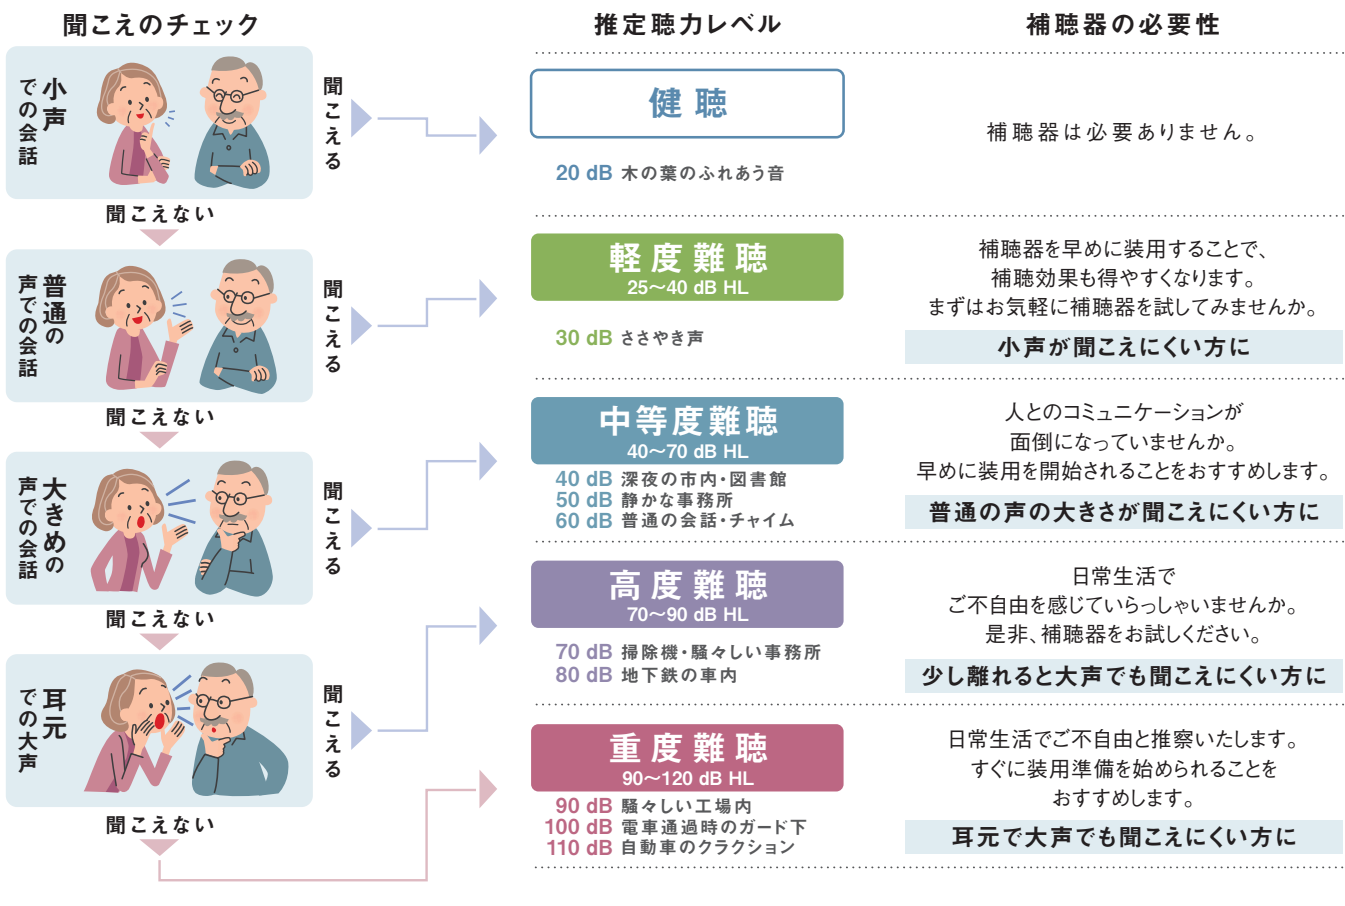 聞こえのチェック
推定聴力レベル
補聴器の必要性
小声
での会話
聞こえる
聞こえない
健聴
20 dB 木の葉のふれあう音
補聴器は必要ありません。
普通の
声での会話
聞こえる
聞こえない
軽度難聴
25〜40 dB HL
30 dB ささやき声
補聴器を早めに装用することで、
補聴効果も得やすくなります。
まずはお気軽に補聴器を試してみませんか。
小声が聞こえにくい方に
大きめの
声での会話
聞こえる
聞こえない
中等度難聴
40〜70 dB HL
40 dB 深夜の市内・図書館
50 dB 静かな事務所
60 dB 普通の会話・チャイム
人とのコミュニケーションが
面倒になっていませんか。
早めに装用を開始されることをおすすめします。
普通の声の大きさが聞こえにくい方に
耳元
での大声
聞こえる
聞こえない
高度難聴
70〜90 dB HL
70 dB 掃除機・騒々しい事務所
80 dB 地下鉄の車内
日常生活で
ご不自由を感じていらっしゃいませんか。
是非、補聴器をお試しください。
少し離れると大声でも聞こえにくい方に
重度難聴
90〜120 dB HL
90 dB 騒々しい工場内
100 dB 電車通過時のガード下
110 dB 自動車のクラクション
日常生活でご不自由と推察いたします。
すぐに装用準備を始められることを
おすすめします。
耳元で大声でも聞こえにくい方に